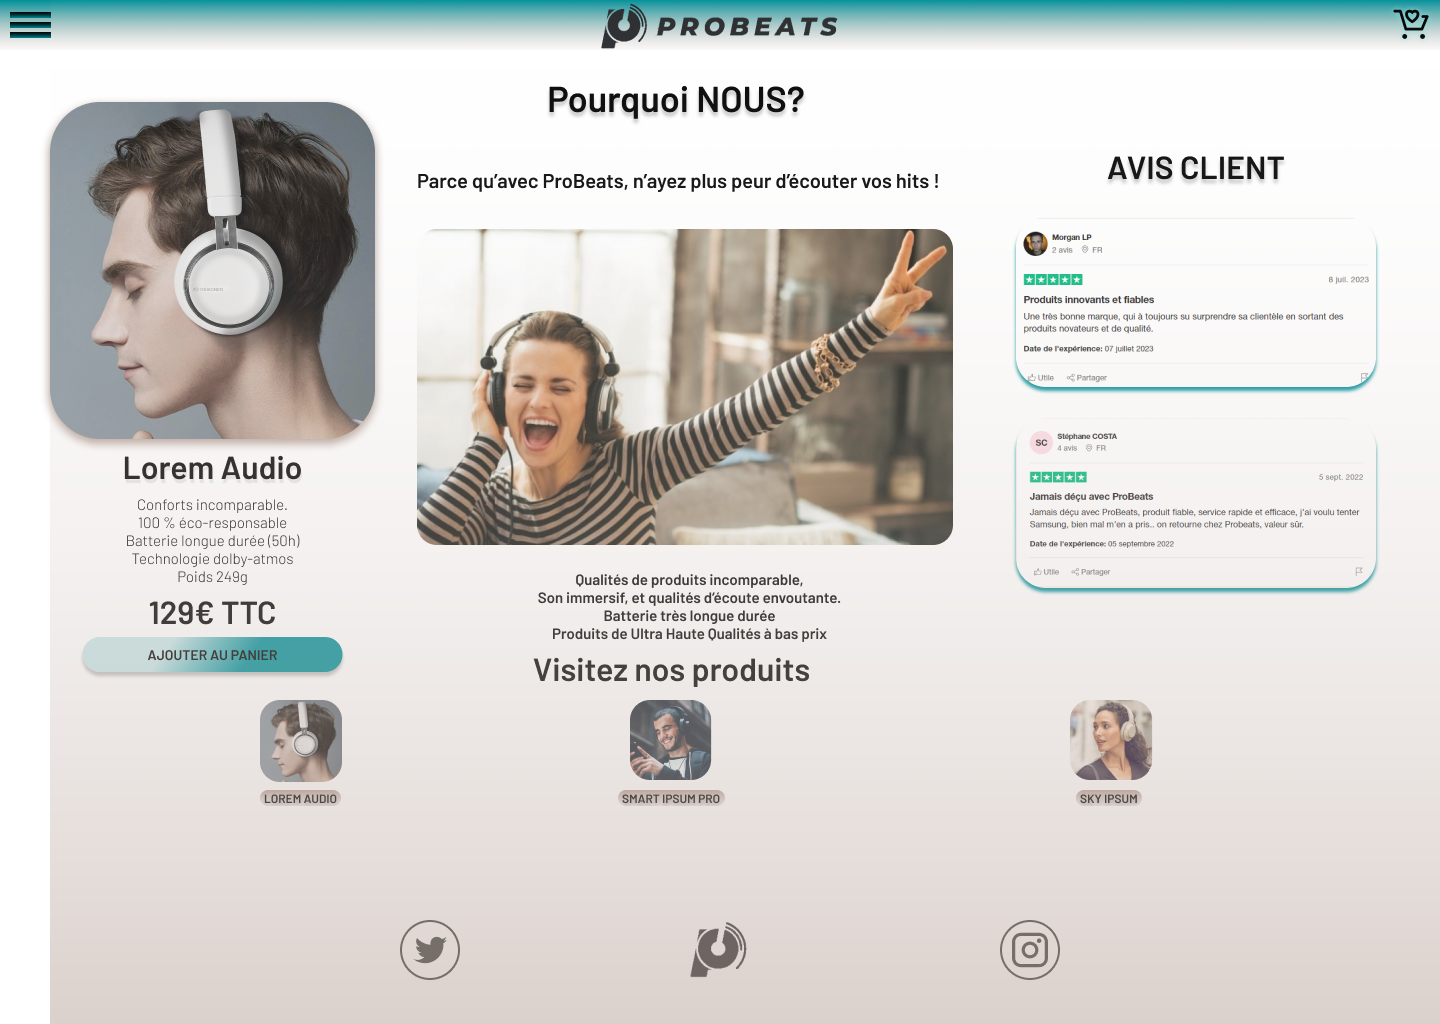 PROBEATS
Pourquoi NOUS?
Parce qu’avec ProBeats, n’ayez plus peur d’écouter vos hits !
Lorem Audio
Conforts incomparable.
100 % éco-responsable
Batterie longue durée (50h)
Technologie dolby-atmos
Poids 249g
129€ TTC
AJOUTER AU PANIER
Qualités de produits incomparable,
Son immersif, et qualités d’écoute envoutante.
Batterie très longue durée
Produits de Ultra Haute Qualités à bas prix
AVIS CLIENT
Morgan LP
2 avis FR
8 juil. 2023
Produits innovants et fiables
Une très bonne marque, qui à toujours su surprendre sa clientèle en sortant des
produits novateurs et de qualité.
Date de l'expérience: 07 juillet 2023
Utile Partager
SC
Stéphane COSTA
4 avis FR
5 sept. 2022
Jamais déçu avec ProBeats
Jamais déçu avec ProBeats, produit fiable, service rapide et efficace, j'ai voulu tenter
Samsung, bien mal m'en a pris.. on retourne chez Probeats, valeur sûr.
Date de l'expérience: 05 septembre 2022
Utile Partager
Visitez nos produits
LOREM AUDIO
SMART IPSUM PRO
SKY IPSUM